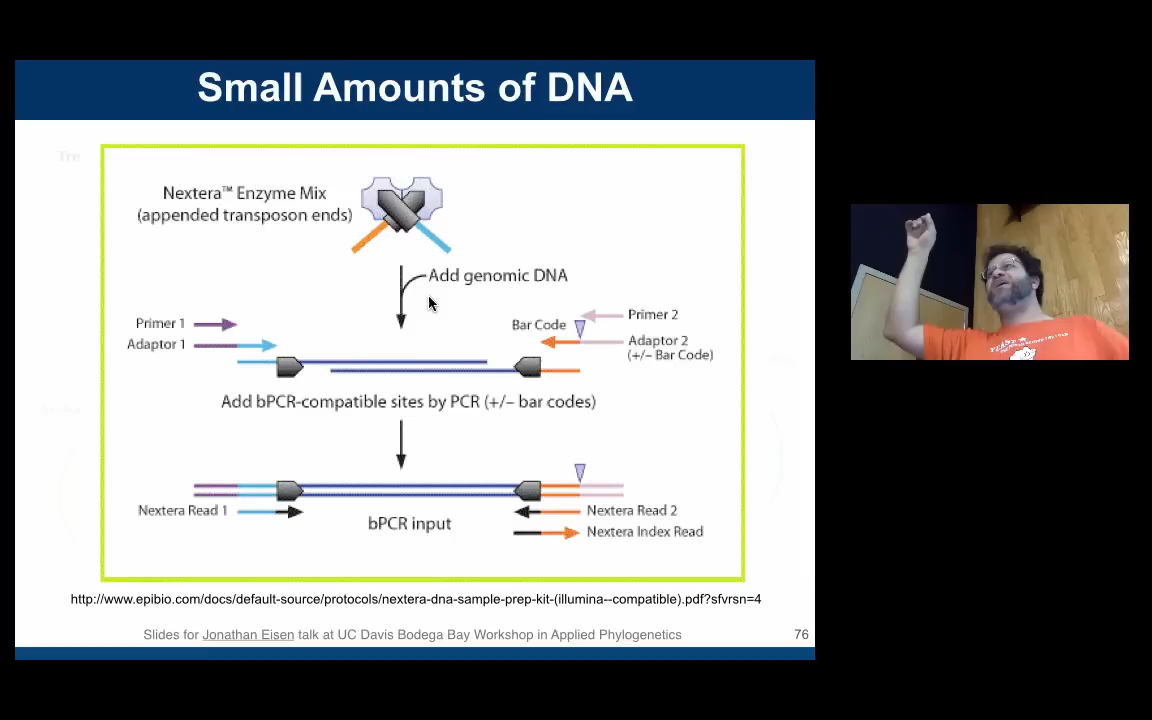 Small Amounts of DNA
Tre
Nextera™ Enzyme Mix
(appended transposon ends)
Add genomic DNA
Primer 1
Adaptor 1
Bar Code
Primer 2
Adaptor 2
(+/– Bar Code)
Add bPCR-compatible sites by PCR (+/– bar codes)
Nextera Read 1
bPCR input
Nextera Read 2
Nextera Index Read
http://www.epibio.com/docs/default-source/protocols/nextera-dna-sample-prep-kit-(illumina--compatible).pdf?sfvrsn=4
Slides for Jonathan Eisen talk at UC Davis Bodega Bay Workshop in Applied Phylogenetics
76